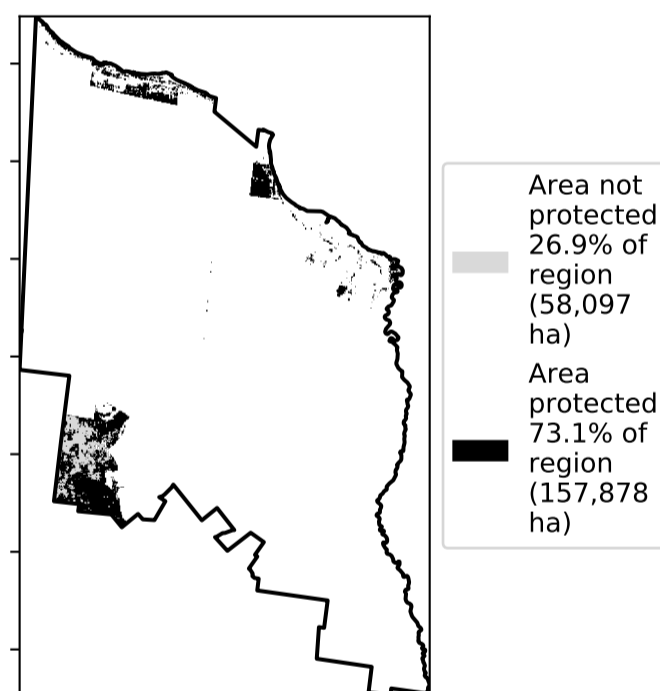 Area not
protected
26.9% of
region
(58,097
ha)
Area
protected
73.1% of
region
(157,878
ha)